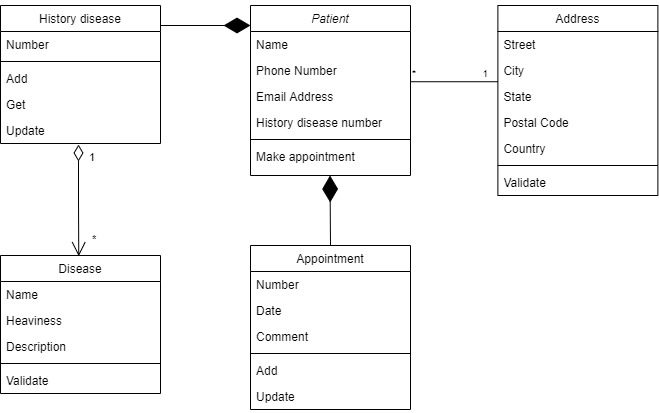 History disease
Number
Add
Get
Update
Patient
Name
Phone Number
Email Address
History disease number
Make appointment
Address
Street
City
State
Postal Code
Country
Validate
*
1
1
*
Disease
Name
Heaviness
Description
Validate
Appointment
Number
Date
Comment
Add
Update